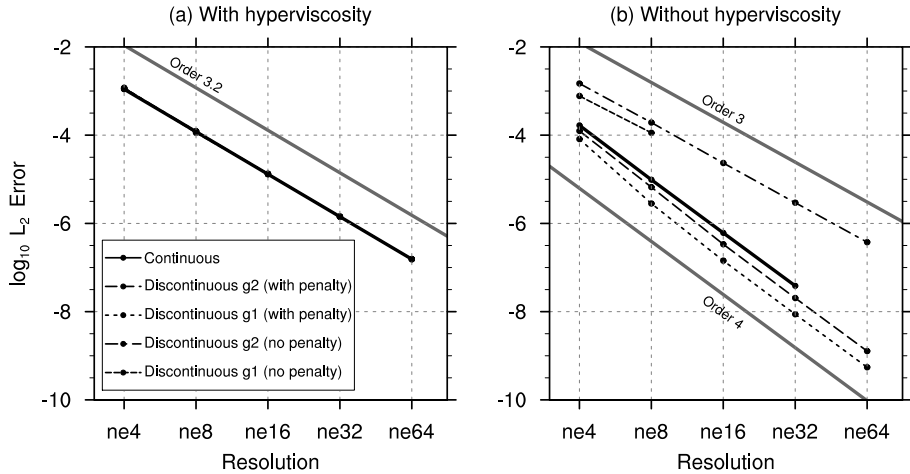 (a) With hyperviscosity
(b) Without hyperviscosity
log10 L2 Error
-2
-4
-6
-8
-10
Order 3.2
Continuous
Discontinuous g2 (with penalty)
Discontinuous g1 (with penalty)
Discontinuous g2 (no penalty)
Discontinuous g1 (no penalty)
ne4 ne8 ne16 ne32 ne64
Resolution
-2
-4
-6
-8
-10
Order 3
Order 4
ne4 ne8 ne16 ne32 ne64
Resolution